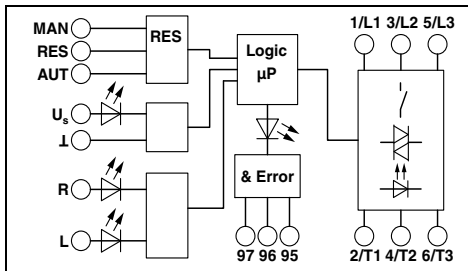 1/L1 3/L2 5/L3
MAN
RES
AUT
RES
Logic
µP
Us
⊥
R
L
& Error
97 96 95
2/T1 4/T2 6/T3